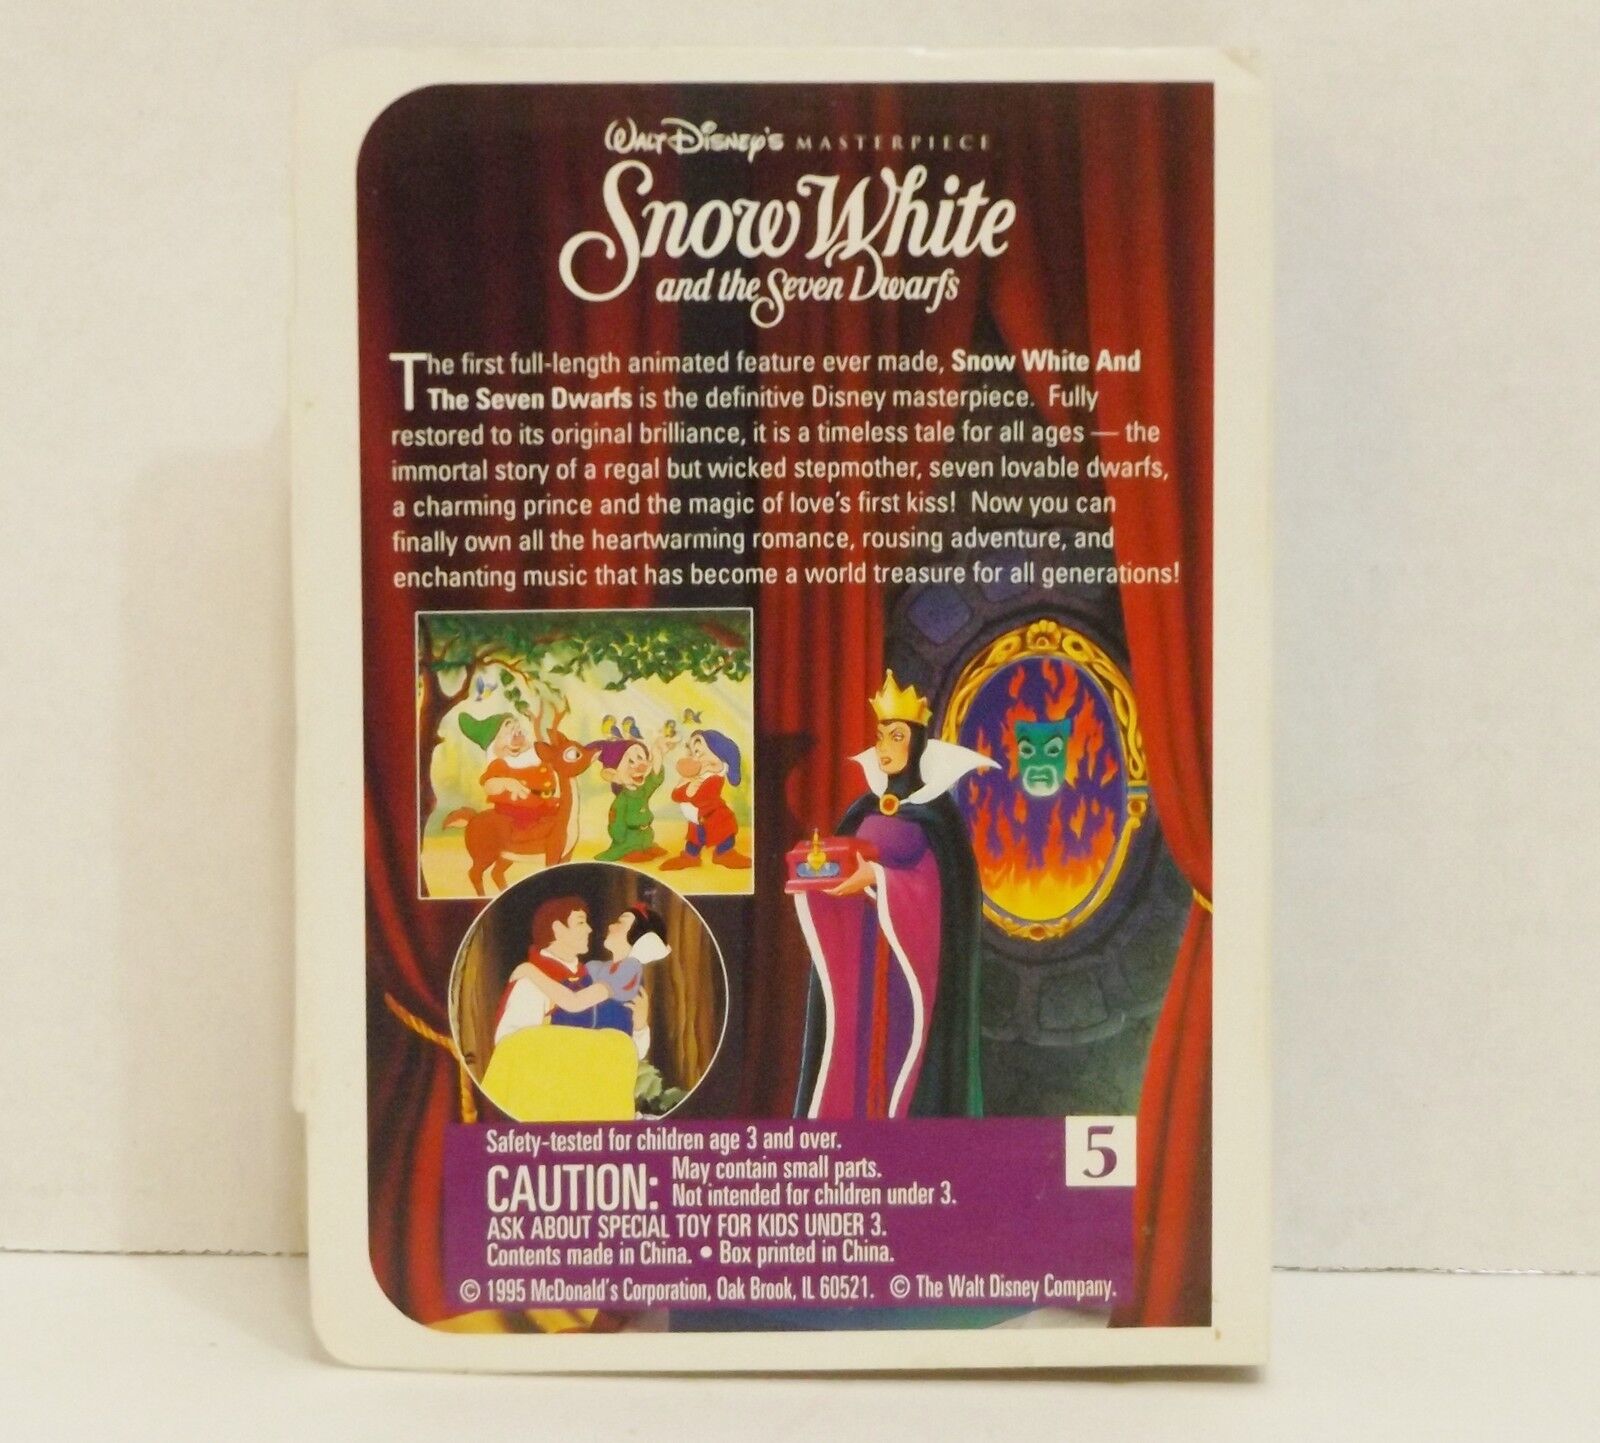 Walt Disney's MASTERPIECE
Snow White
and the Seven Dwarfs
The first full-length animated feature ever made, Snow White And
The Seven Dwarfs is the definitive Disney masterpiece. Fully
restored to its original brilliance, it is a timeless tale for all ages — the
immortal story of a regal but wicked stepmother, seven lovable dwarfs,
a charming prince and the magic of love's first kiss! Now you can
finally own all the heartwarming romance, rousing adventure, and
enchanting music that has become a world treasure for all generations!
Safety-tested for children age 3 and over.
CAUTION: May contain small parts.
Not intended for children under 3.
ASK ABOUT SPECIAL TOY FOR KIDS UNDER 3.
Contents made in China. • Box printed in China.
© 1995 McDonald's Corporation, Oak Brook, IL 60521. © The Walt Disney Company.
5